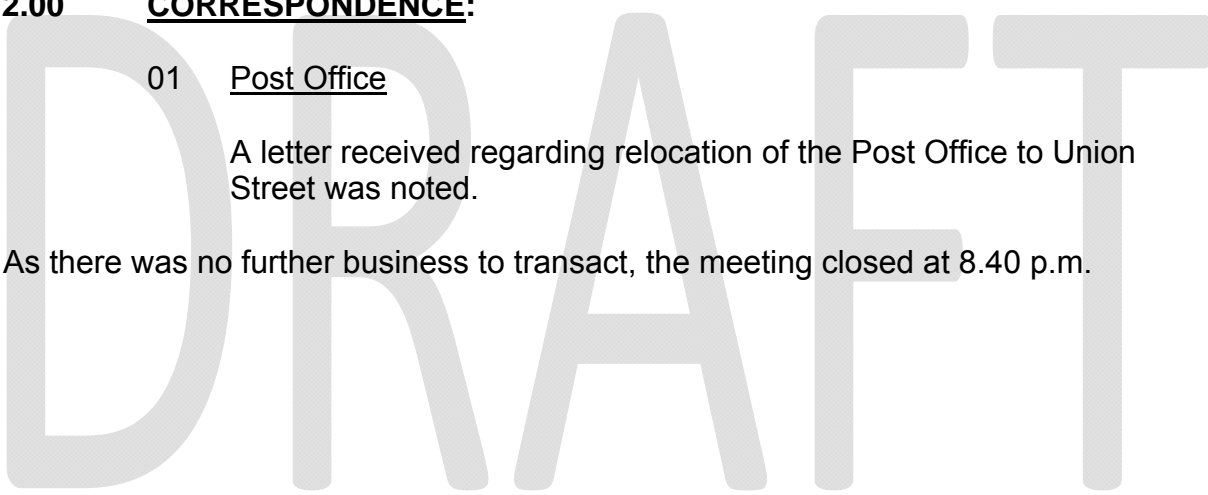 2.00 CORRESPONDENCE:
01 Post Office
A letter received regarding relocation of the Post Office to Union
Street was noted.
As there was no further business to transact, the meeting closed at 8.40 p.m.
DRAFT